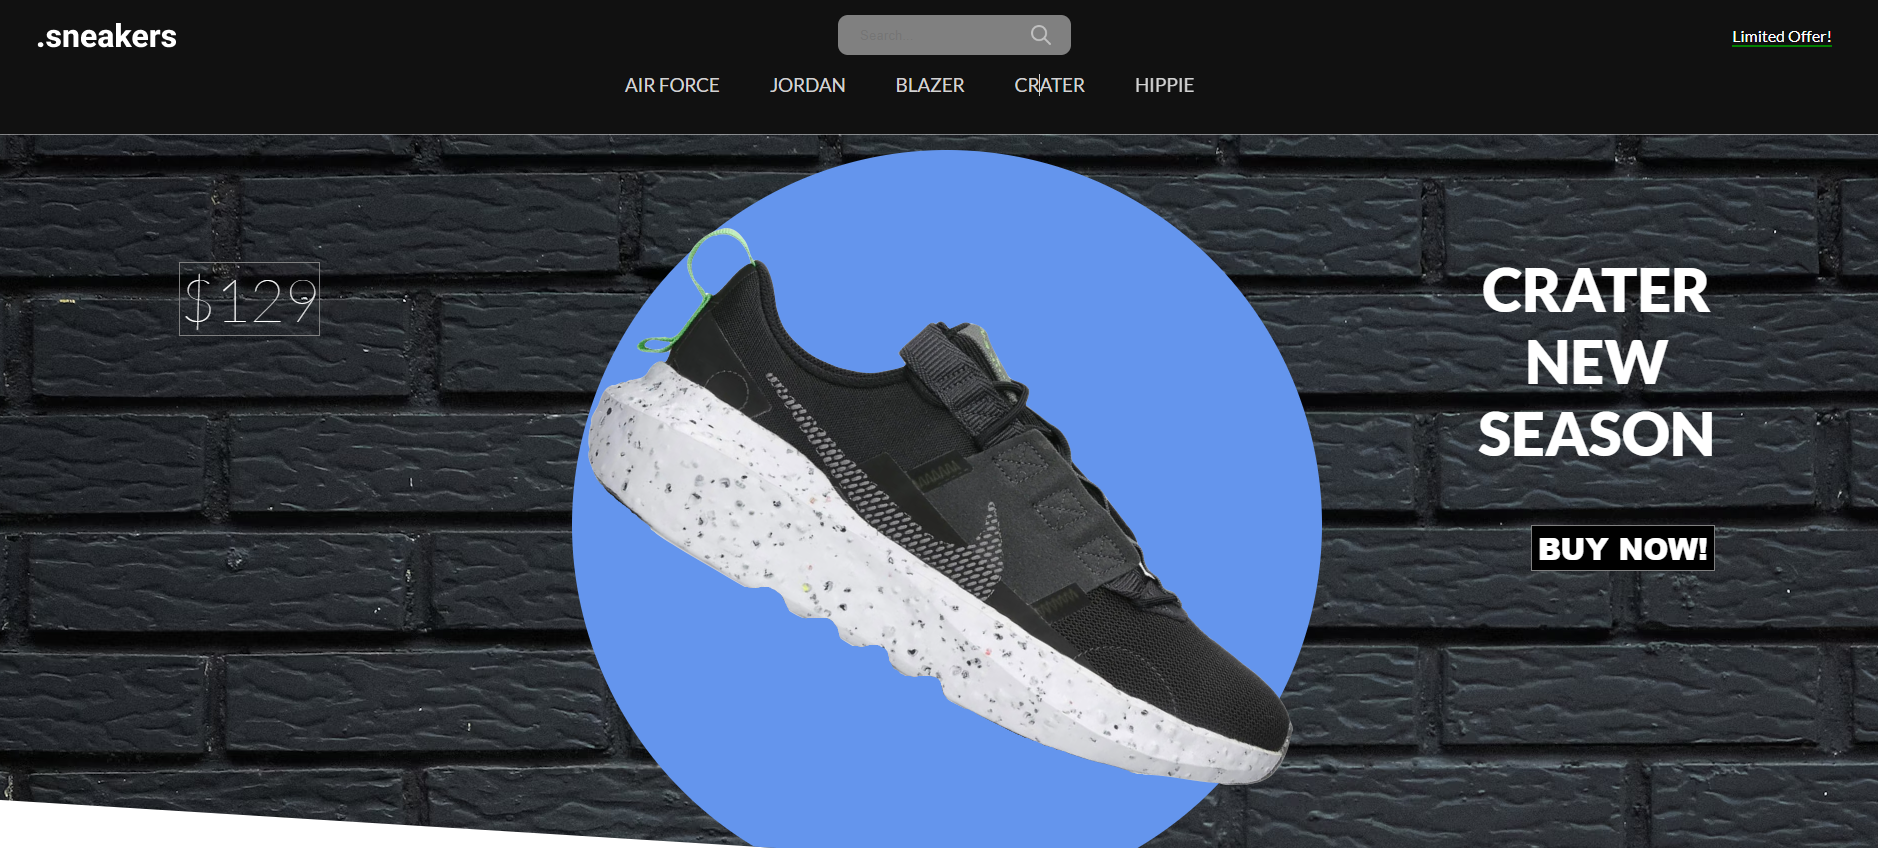 .sneakers
Search...
Limited Offer!
AIR FORCE JORDAN BLAZER CRATER HIPPIE
$129
CRATER
NEW
SEASON
BUY NOW!